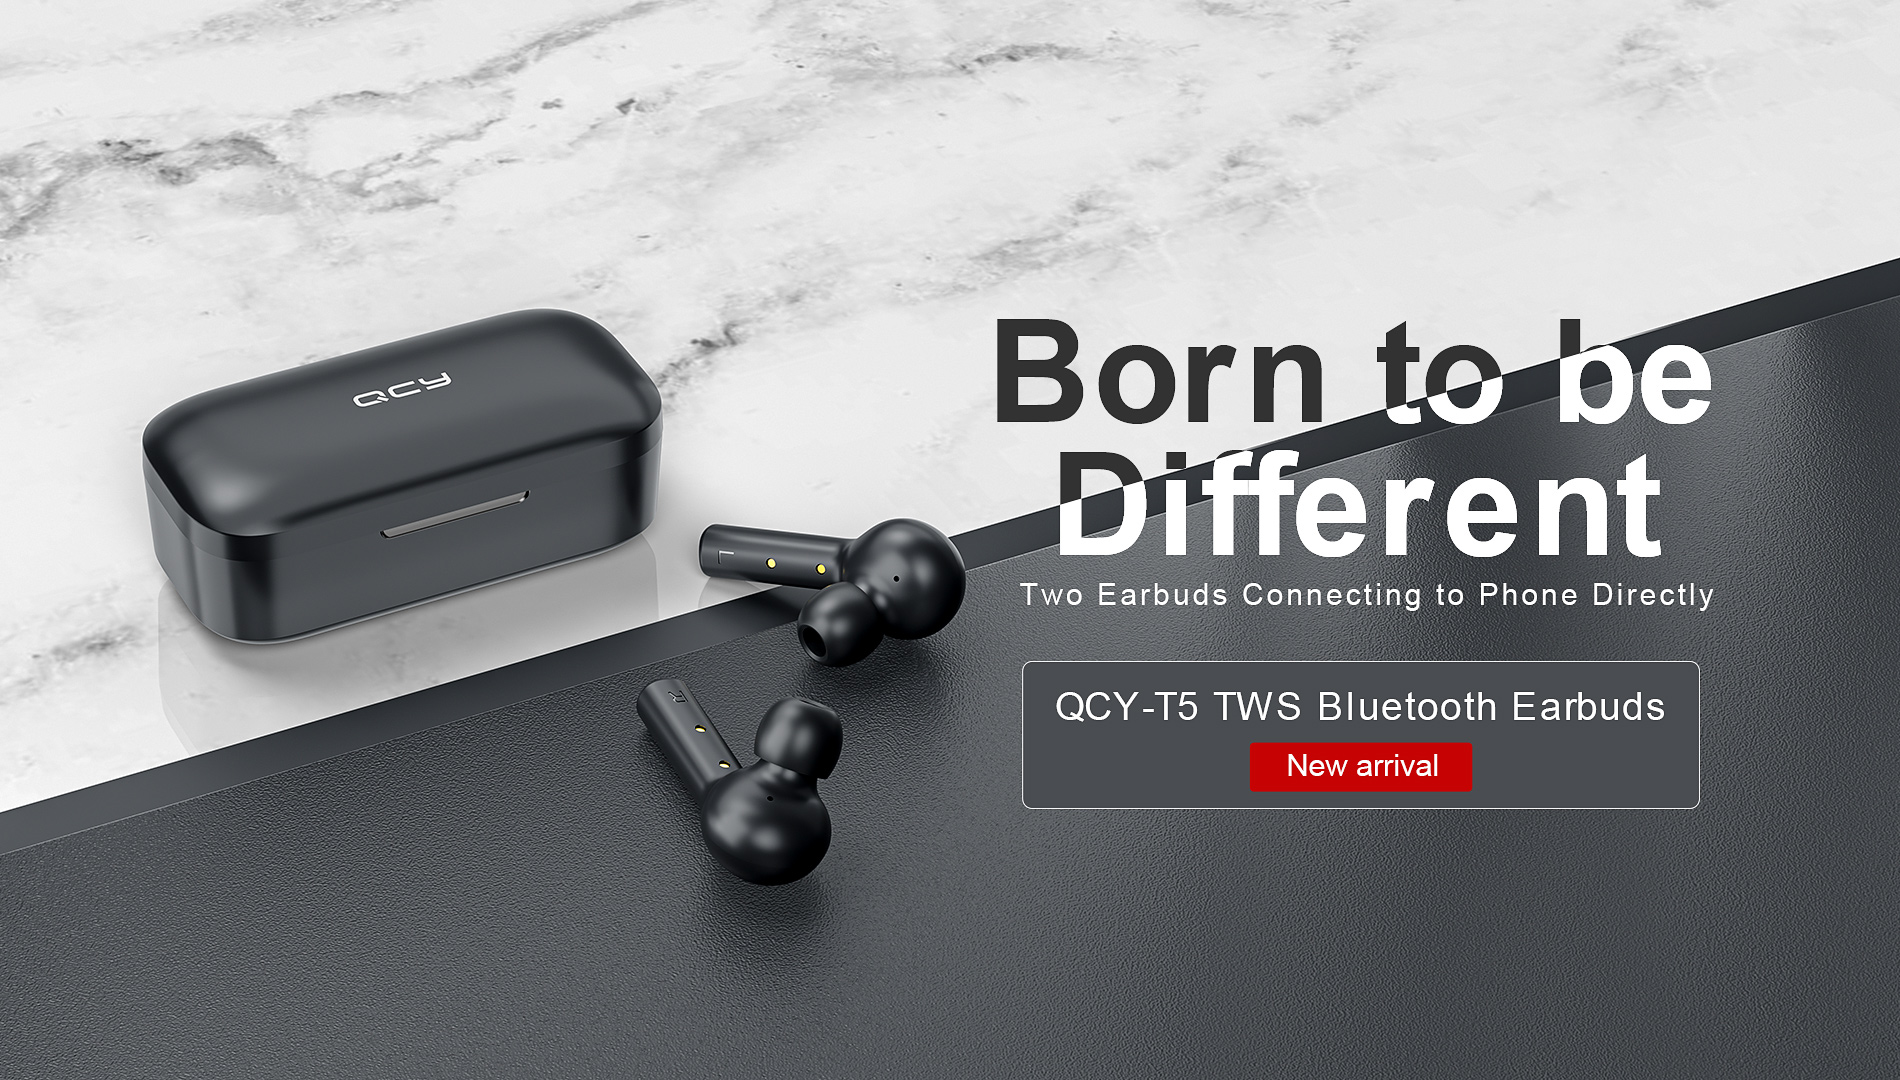 QCY
Born to be
Different
Two Earbuds Connecting to Phone Directly
L
R
QCY-T5 TWS Bluetooth Earbuds
New arrival